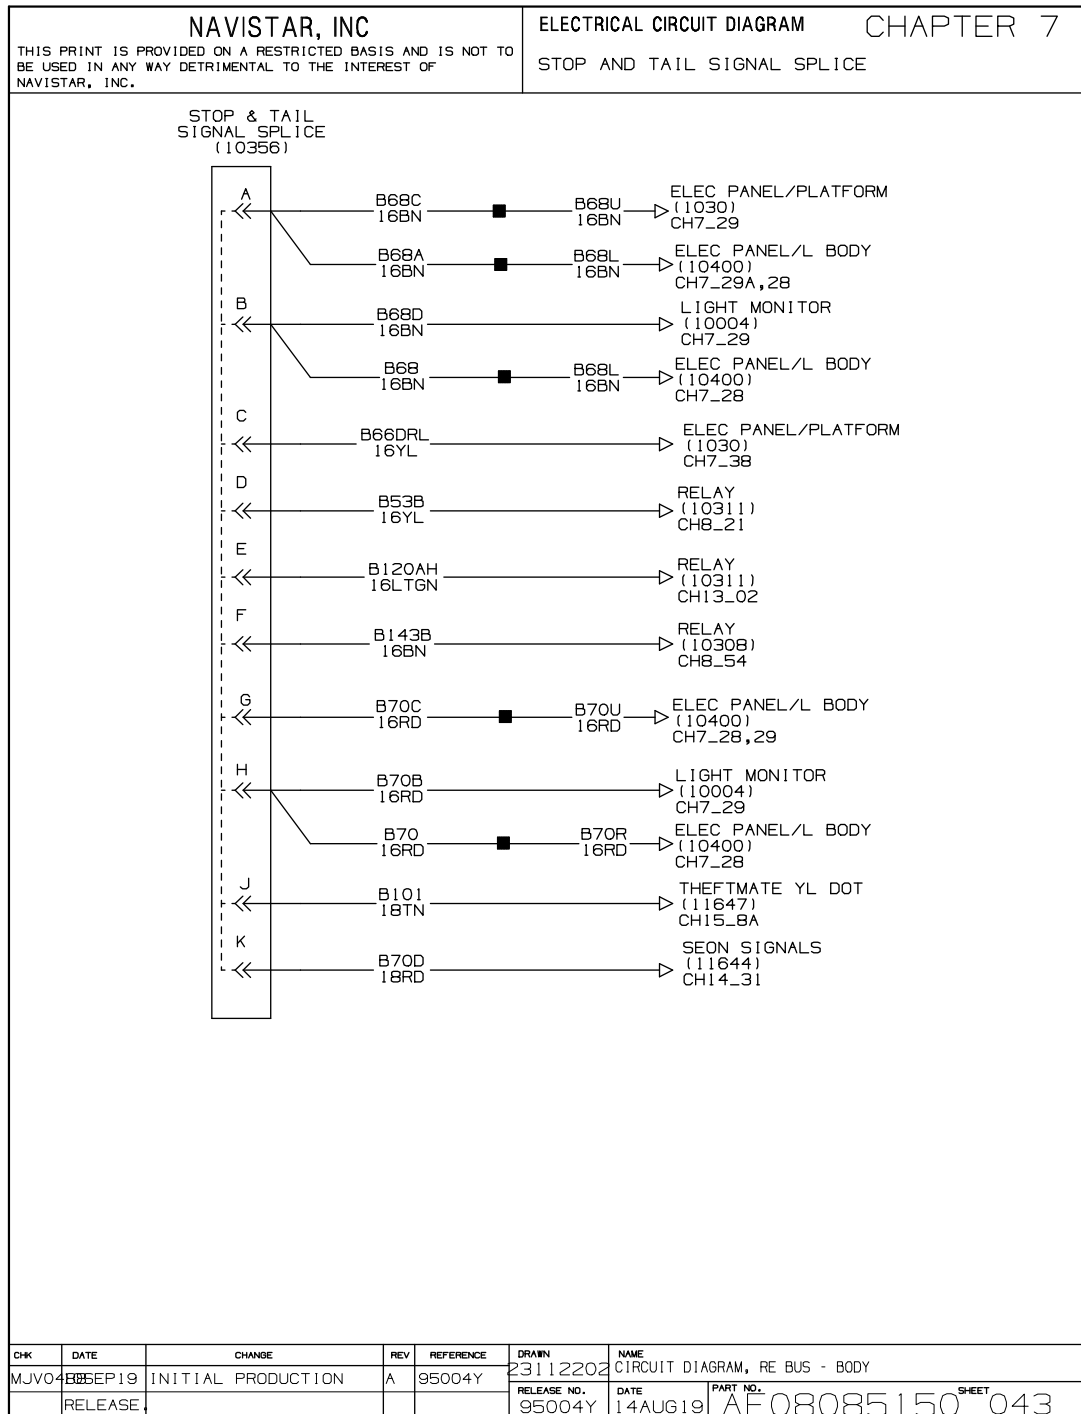 NAVISTAR, INC
THIS PRINT IS PROVIDED ON A RESTRICTED BASIS AND IS NOT TO
BE USED IN ANY WAY DETRIMENTAL TO THE INTEREST OF
NAVISTAR, INC.
ELECTRICAL CIRCUIT DIAGRAM CHAPTER 7
STOP AND TAIL SIGNAL SPLICE
STOP & TAIL
SIGNAL SPLICE
(10356)
A
B68C
16BN
B68U
16BN
ELEC PANEL/PLATFORM
(1030)
CH7_29
B68A
16BN
B68L
16BN
ELEC PANEL/L BODY
(10400)
CH7_29A,28
B
B68D
16BN
LIGHT MONITOR
(10004)
CH7_29
B68
16BN
B68L
16BN
ELEC PANEL/L BODY
(10400)
CH7_28
C
B66DRL
16YL
ELEC PANEL/PLATFORM
(1030)
CH7_38
D
B53B
16YL
RELAY
(10311)
CH8_21
E
B120AH
16LTGN
RELAY
(10311)
CH13_02
F
B143B
16BN
RELAY
(10308)
CH8_54
G
B70C
16RD
B70U
16RD
ELEC PANEL/L BODY
(10400)
CH7_28,29
H
B70B
16RD
LIGHT MONITOR
(10004)
CH7_29
B70
16RD
B70R
16RD
ELEC PANEL/L BODY
(10400)
CH7_28
J
B101
18TN
THEFTMATE YL DOT
(11647)
CH15_8A
K
B70D
18RD
SEON SIGNALS
(11644)
CH14_31
CHK DATE CHANGE REV REFERENCE
INITIAL PRODUCTION A 95004Y
RELEASE.
DRAWN
23112202
NAME
CIRCUIT DIAGRAM, RE BUS - BODY
RELEASE NO.
95004Y
DATE
14AUG19
PART NO.
AF08085150
SHEET
043